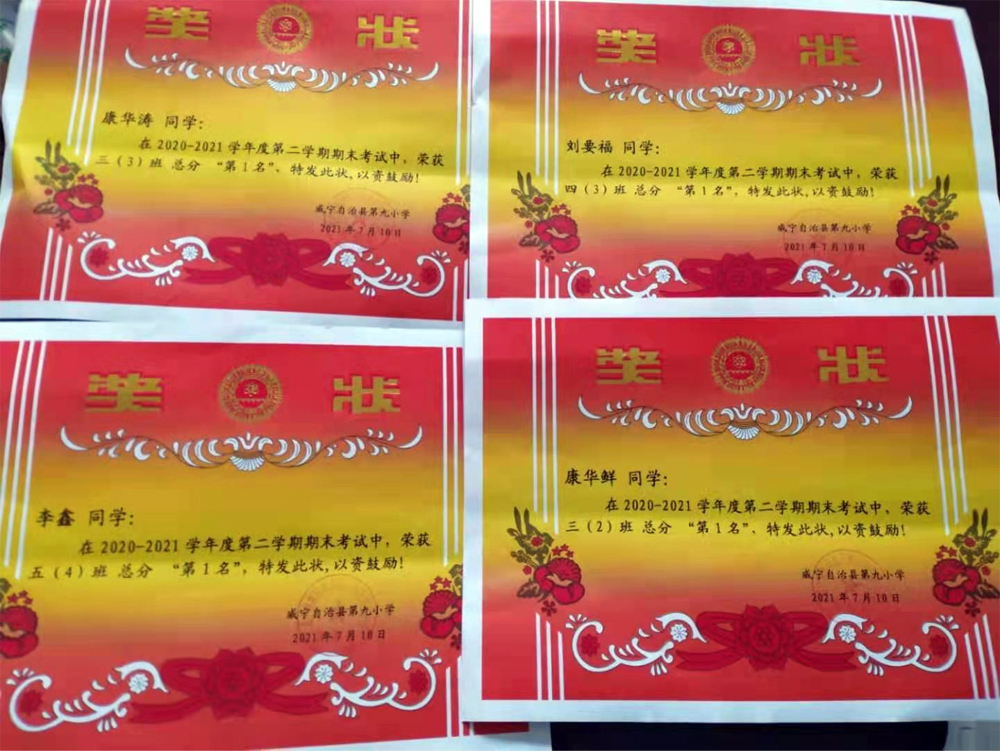 奖 状
康华涛 同学:
在 2020-2021 学年度第二学期期末考试中, 荣获
三（3）班 总分 “第1名”、特发此状, 以资鼓励!
威宁自治县第九小学
2021 年 7 月 10 日
奖 状
刘要福 同学:
在 2020-2021 学年度第二学期期末考试中、荣获
四（3）班 总分 “第1名”、特发此状, 以资鼓励!
威宁自治县第九小学
2021 年 7 月 10 日
奖 状
李鑫 同学:
在 2020-2021 学年度第二学期期末考试中, 荣获
五（4）班 总分 “第1名”, 特发此状, 以资鼓励!
威宁自治县第九小学
2021 年 7 月 10 日
奖 状
康华鲜 同学:
在 2020-2021 学年度第二学期期末考试中、荣获
三（2）班 总分 “第1名”、特发此状, 以资鼓励!
威宁自治县第九小学
2021 年 7 月 10 日